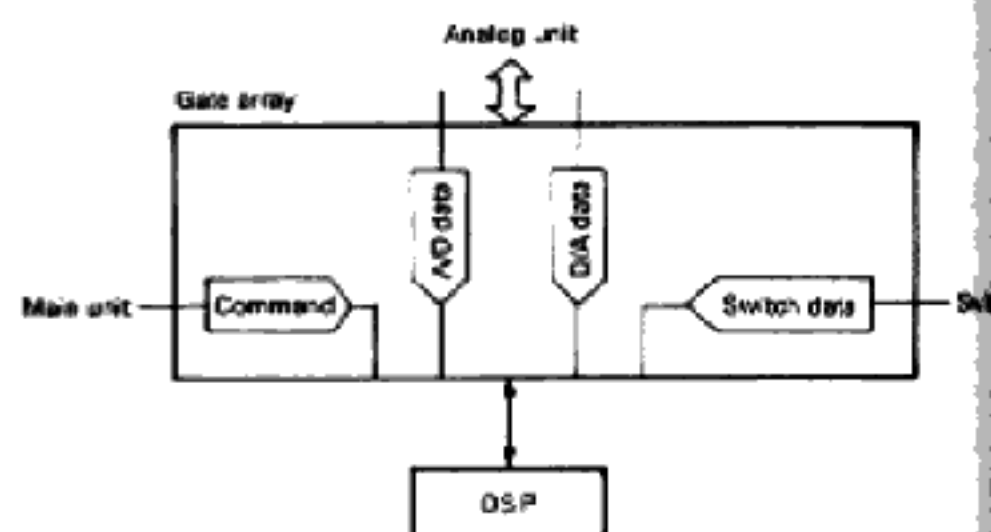 Analog unit
Gate array
A/D data
D/A data
Main unit
Command
Switch data
DSP